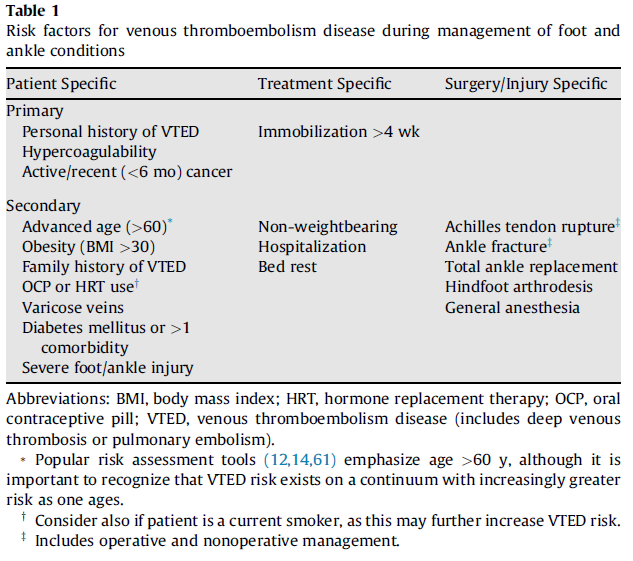 Table 1
Risk factors for venous thromboembolism disease during management of foot and
ankle conditions
Patient Specific Treatment Specific Surgery/Injury Specific
Primary
Personal history of VTED Immobilization >4 wk
Hypercoagulability
Active/recent (<6 mo) cancer
Secondary
Advanced age (>60)* Non-weightbearing Achilles tendon rupture‡
Obesity (BMI >30) Hospitalization Ankle fracture‡
Family history of VTED Bed rest Total ankle replacement
OCP or HRT use† Hindfoot arthrodesis
Varicose veins General anesthesia
Diabetes mellitus or >1
comorbidity
Severe foot/ankle injury
Abbreviations: BMI, body mass index; HRT, hormone replacement therapy; OCP, oral
contraceptive pill; VTED, venous thromboembolism disease (includes deep venous
thrombosis or pulmonary embolism).
* Popular risk assessment tools (12,14,61) emphasize age >60 y, although it is
important to recognize that VTED risk exists on a continuum with increasingly greater
risk as one ages.
† Consider also if patient is a current smoker, as this may further increase VTED risk.
‡ Includes operative and nonoperative management.